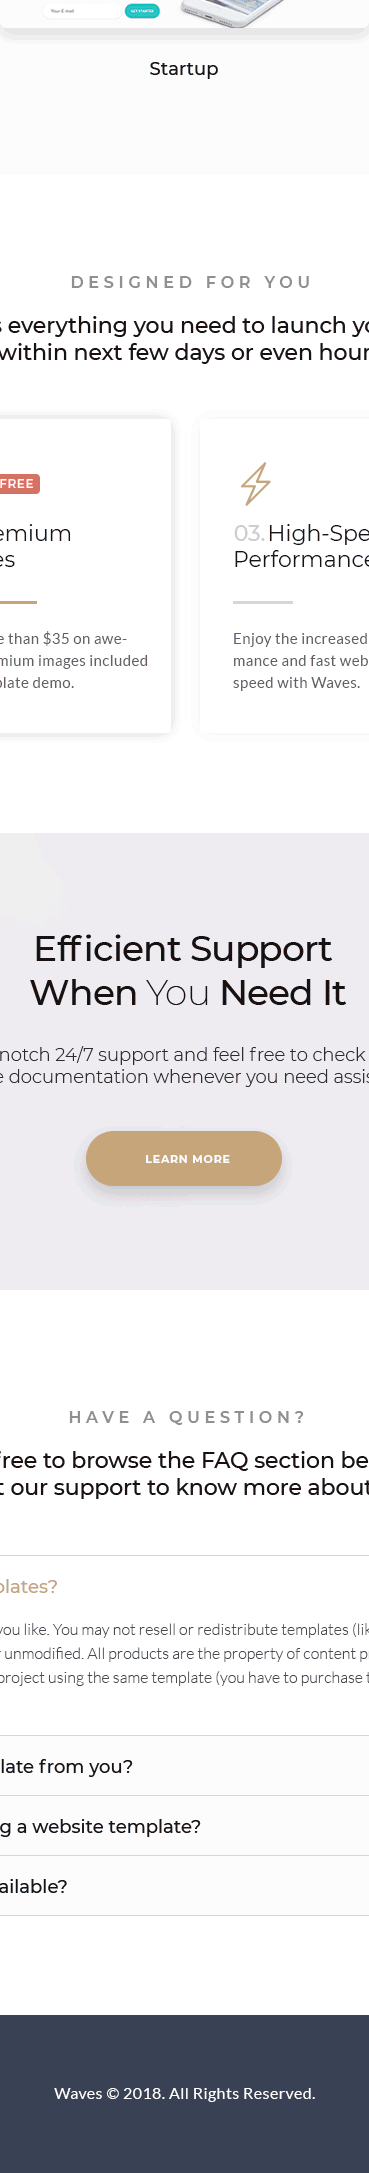 Your E-mail
GET STARTED
Startup
DESIGNED FOR YOU
s everything you need to launch yo
within next few days or even hour
FREE
emium
es
e than $35 on awe-
mium images included
plate demo.
03. High-Spe
Performance
Enjoy the increased
mance and fast web
speed with Waves.
Efficient Support
When You Need It
notch 24/7 support and feel free to check
e documentation whenever you need assis
LEARN MORE
HAVE A QUESTION?
free to browse the FAQ section be
t our support to know more about
plates?
you like. You may not resell or redistribute templates (lik
r unmodified. All products are the property of content p
project using the same template (you have to purchase t
late from you?
g a website template?
ailable?
Waves © 2018. All Rights Reserved.